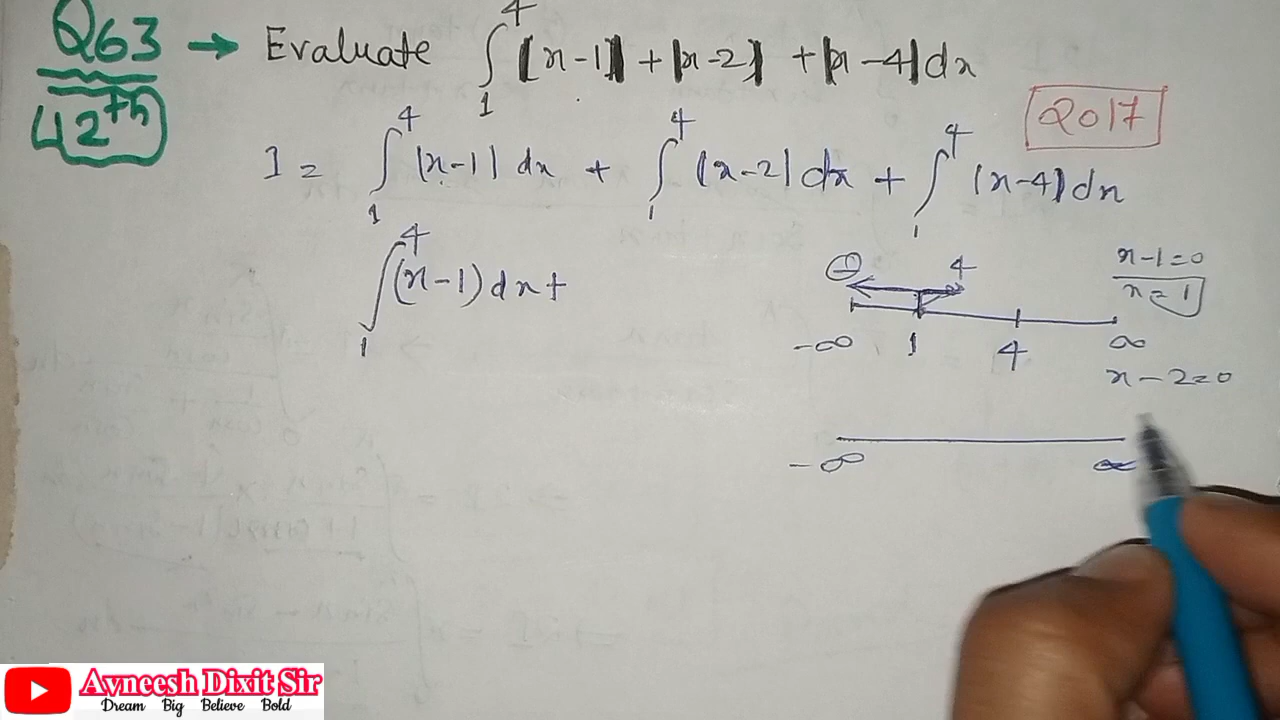 Q63 → Evaluate ∫₁⁴ |x-1| + |x-2| + |x-4| dx
42th
2017
I = ∫₁⁴ |x-1| dx + ∫₁⁴ |x-2| dx + ∫₁⁴ |x-4| dx
∫₁⁴ (x-1) dx +
⊖ 4
x-1=0
x=1
-∞ 1 4 ∞
x-2=0
-∞ ∞
Avneesh Dixit Sir
Dream Big Believe Bold